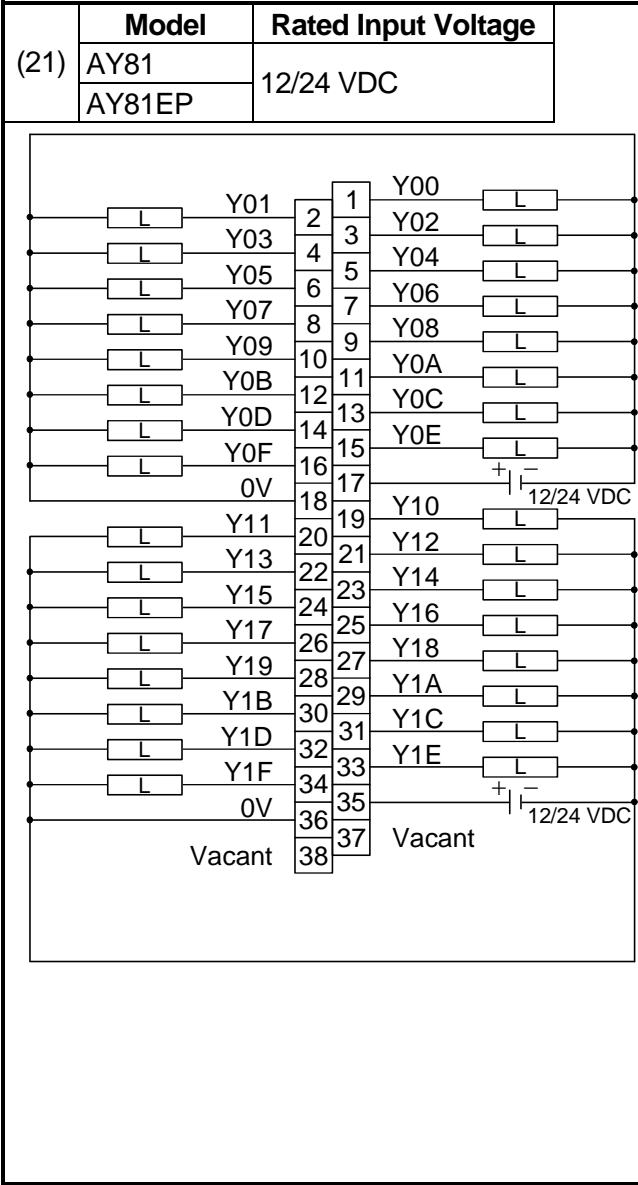 (21) Model Rated Input Voltage
AY81 12/24 VDC
AY81EP
Y00
Y01 1 L
L 2 Y02
Y03 3 L
L 4 Y04
Y05 5 L
L 6 Y06
Y07 7 L
L 8 Y08
Y09 9 L
L 10 Y0A
Y0B 11 L
L 12 Y0C
Y0D 13 L
L 14 Y0E
Y0F 15 L
L 16 + −
0V 17 12/24 VDC
18 Y10
Y11 19 L
L 20 Y12
Y13 21 L
L 22 Y14
Y15 23 L
L 24 Y16
Y17 25 L
L 26 Y18
Y19 27 L
L 28 Y1A
Y1B 29 L
L 30 Y1C
Y1D 31 L
L 32 Y1E
Y1F 33 L
L 34 + −
0V 35 12/24 VDC
36
37 Vacant
Vacant 38